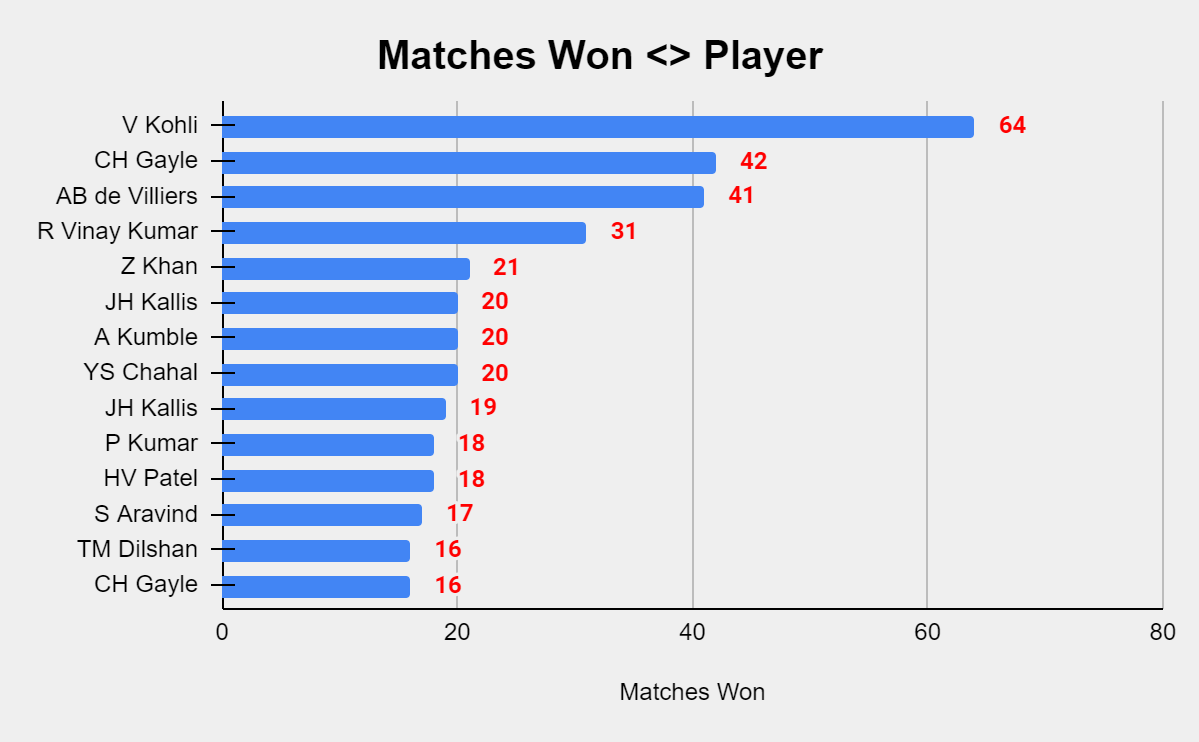 Matches Won <> Player
V Kohli 64
CH Gayle 42
AB de Villiers 41
R Vinay Kumar 31
Z Khan 21
JH Kallis 20
A Kumble 20
YS Chahal 20
JH Kallis 19
P Kumar 18
HV Patel 18
S Aravind 17
TM Dilshan 16
CH Gayle 16
0 20 40 60 80
Matches Won